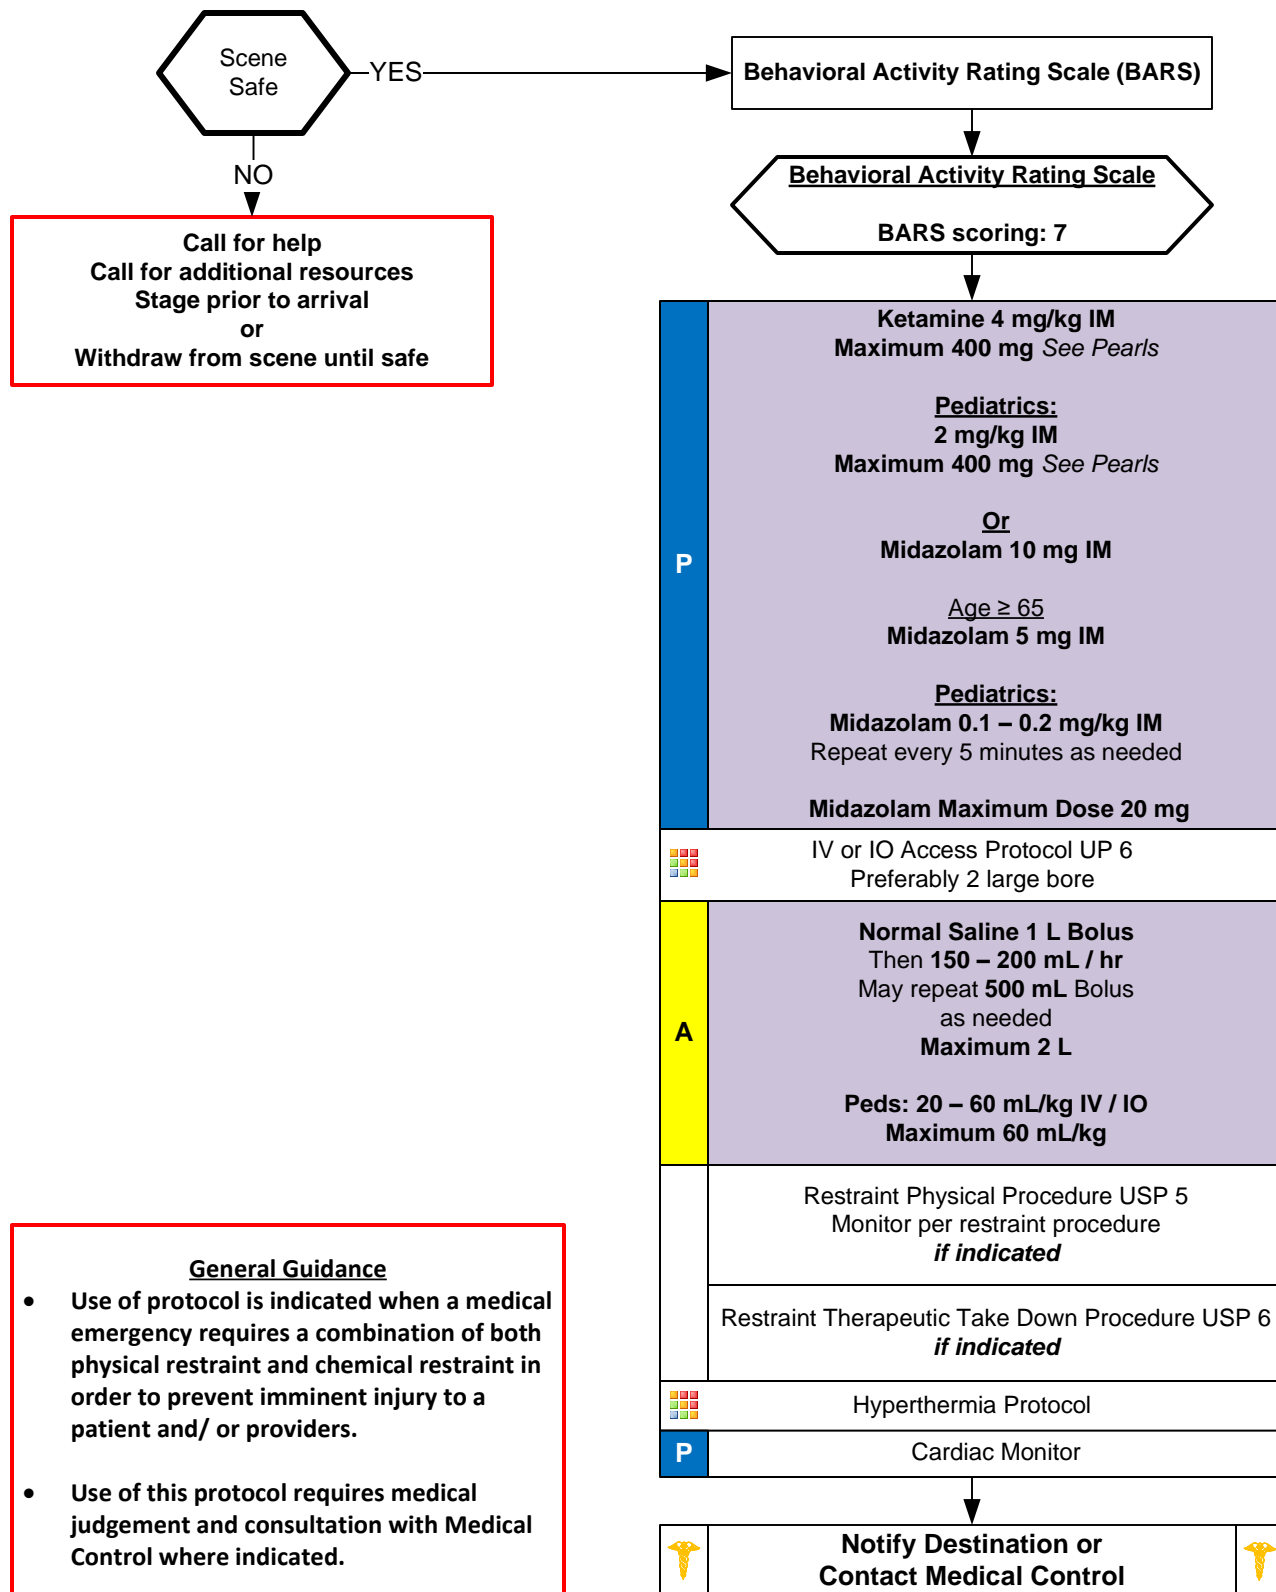 Scene
Safe
YES
NO
Call for help
Call for additional resources
Stage prior to arrival
or
Withdraw from scene until safe
Behavioral Activity Rating Scale (BARS)
Behavioral Activity Rating Scale
BARS scoring: 7
P
Ketamine 4 mg/kg IM
Maximum 400 mg See Pearls
Pediatrics:
2 mg/kg IM
Maximum 400 mg See Pearls
Or
Midazolam 10 mg IM
Age ≥ 65
Midazolam 5 mg IM
Pediatrics:
Midazolam 0.1 – 0.2 mg/kg IM
Repeat every 5 minutes as needed
Midazolam Maximum Dose 20 mg
IV or IO Access Protocol UP 6
Preferably 2 large bore
A
Normal Saline 1 L Bolus
Then 150 – 200 mL / hr
May repeat 500 mL Bolus
as needed
Maximum 2 L
Peds: 20 – 60 mL/kg IV / IO
Maximum 60 mL/kg
Restraint Physical Procedure USP 5
Monitor per restraint procedure
if indicated
Restraint Therapeutic Take Down Procedure USP 6
if indicated
Hyperthermia Protocol
P
Cardiac Monitor
Notify Destination or
Contact Medical Control
General Guidance
• Use of protocol is indicated when a medical
emergency requires a combination of both
physical restraint and chemical restraint in
order to prevent imminent injury to a
patient and/ or providers.
• Use of this protocol requires medical
judgement and consultation with Medical
Control where indicated.